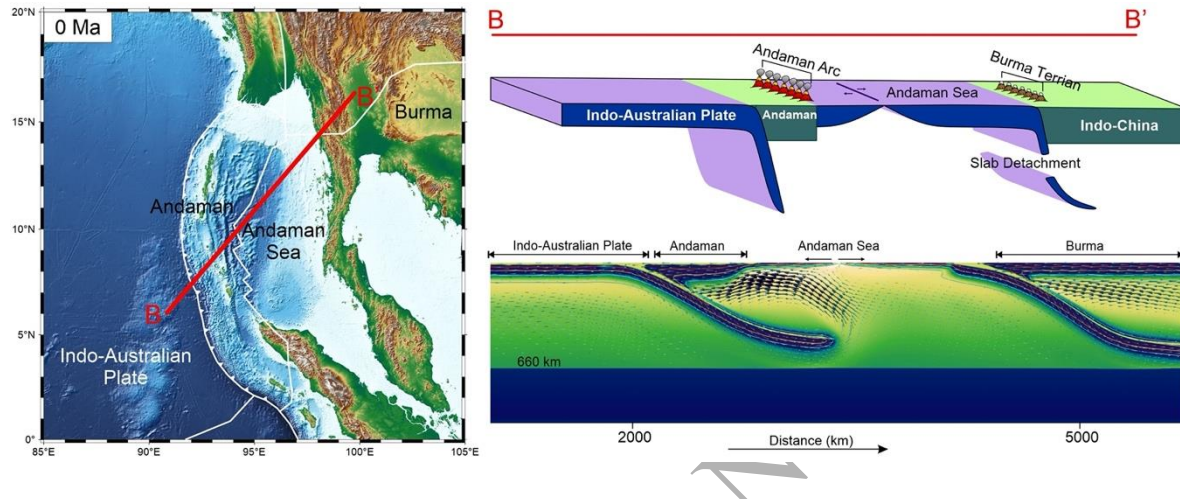 0 Ma
B
Burma
Andaman
Andaman
Sea
B
Indo-Australian
Plate
20°N
15°N
10°N
5°N
0°
85°E
90°E
95°E
100°E
105°E
B
B'
Andaman
Arc
Burma
Terrian
Andaman Sea
Indo-Australian Plate
Andaman
Indo-China
Slab Detachment
Indo-Australian Plate
Andaman
Andaman Sea
Burma
660 km
2000
Distance (km)
5000